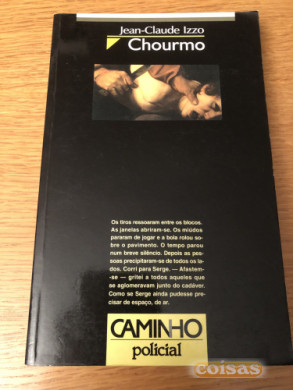 Jean-Claude Izzo
Chourmo
Os tiros ressoaram entre os blocos.
As janelas abriram-se. Os miúdos
pararam de jogar e a bola rolou so-
bre o pavimento. O tempo parou
num breve silêncio. Depois as pes-
soas precipitaram-se de todos os la-
dos. Corri para Serge. — Afastem-
-se — gritei a todos aqueles que
se aglomeravam junto do cadáver.
Como se Serge ainda pudesse pre-
cisar de espaço, de ar.
CAMINHO
policial
coisas